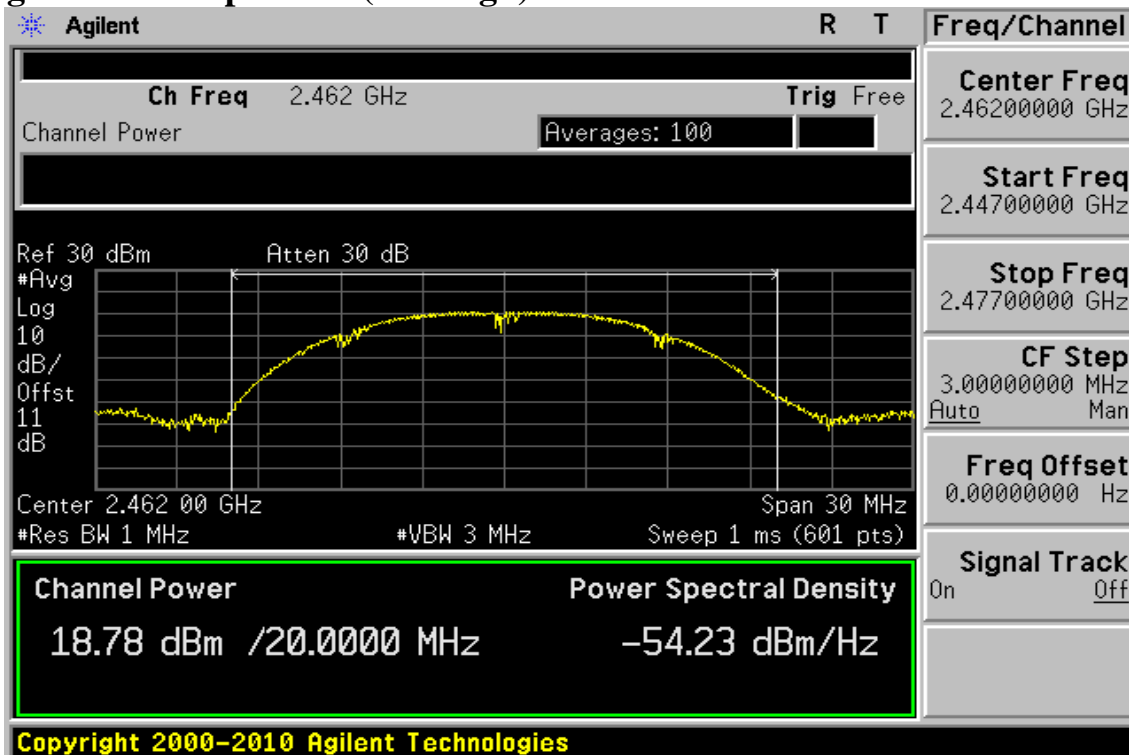 Agilent R T
Freq/Channel
Ch Freq 2.462 GHz Trig Free
Channel Power Averages: 100
Ref 30 dBm Atten 30 dB
#Avg
Log
10
dB/
Offst
11
dB
Center 2.462 00 GHz Span 30 MHz
#Res BW 1 MHz #VBW 3 MHz Sweep 1 ms (601 pts)
Channel Power Power Spectral Density
18.78 dBm /20.0000 MHz -54.23 dBm/Hz
Center Freq
2.46200000 GHz
Start Freq
2.44700000 GHz
Stop Freq
2.47700000 GHz
CF Step
3.00000000 MHz
Auto Man
Freq Offset
0.00000000 Hz
Signal Track
On Off
Copyright 2000-2010 Agilent Technologies